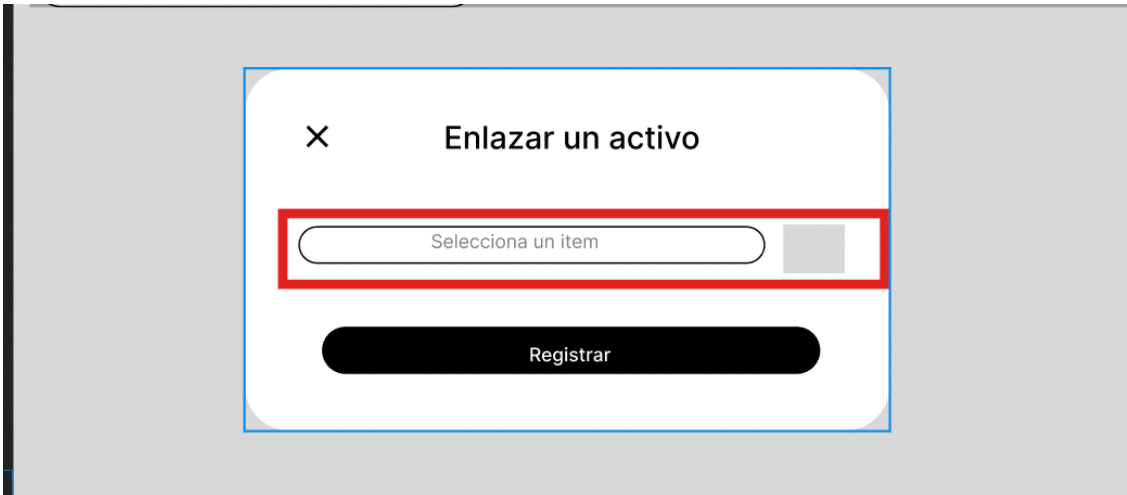 Enlazar un activo
Selecciona un item
Registrar